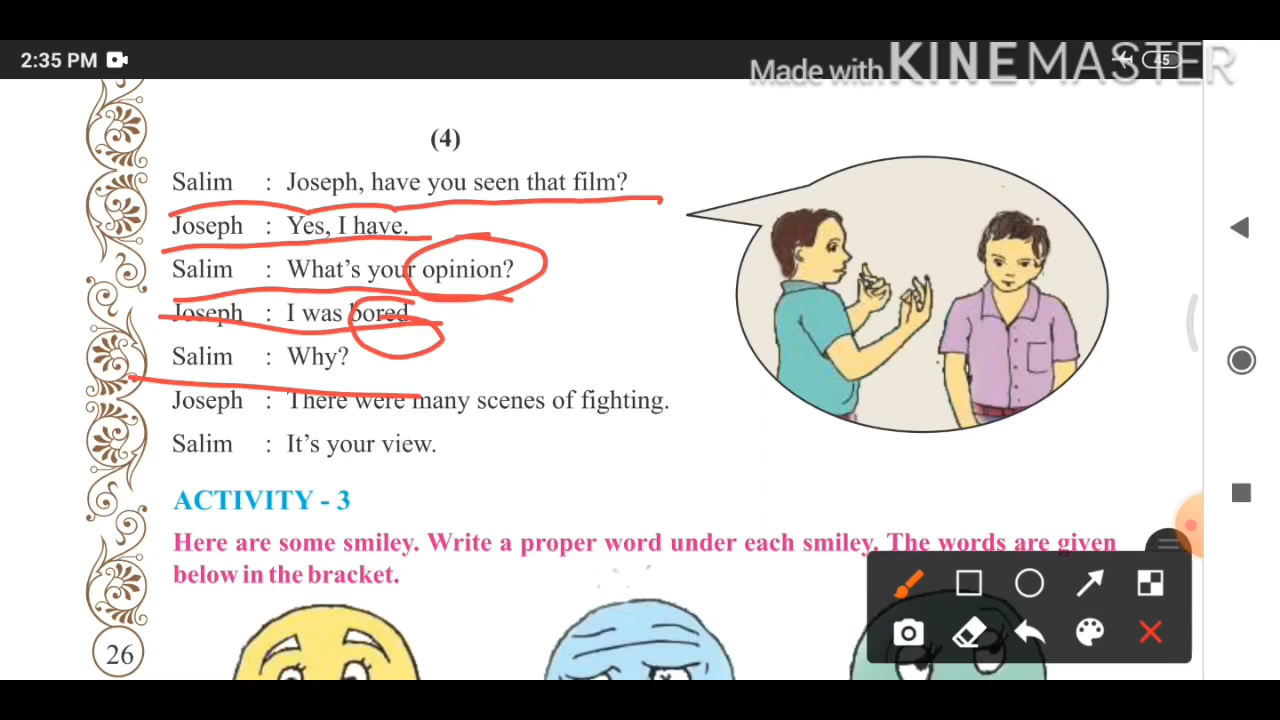 2:35 PM
45
Made with KINEMASTER
(4)
Salim : Joseph, have you seen that film?
Joseph : Yes, I have.
Salim : What's your opinion?
Joseph : I was bored.
Salim : Why?
Joseph : There were many scenes of fighting.
Salim : It's your view.
ACTIVITY - 3
Here are some smiley. Write a proper word under each smiley. The words are given
below in the bracket.
26